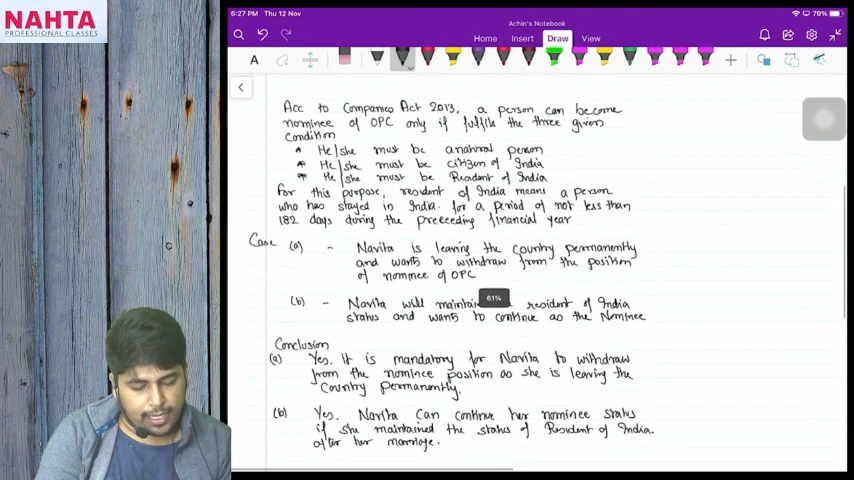 NAHTA
PROFESSIONAL CLASSES
6:27 PM Thu 12 Nov
79%
Achin's Notebook
Home Insert Draw View
A
Acc to Companies Act 2013, a person can become
nominee of OPC only if fulfils the three given
condition
* He/she must be a natural person
* He/she must be citizen of India
* He/she must be Resident of India
For this purpose, resident of India means a person
who has stayed in India for a period of not less than
182 days during the preceeding financial year
Case (a) - Navita is leaving the country permanently
and wants to withdraw from the position
of nominee of OPC
61%
(b) - Navita will maintain resident of India
status and wants to continue as the Nominee
Conclusion
(a) Yes. It is mandatory for Navita to withdraw
from the nominee position as she is leaving the
Country permanently.
(b) Yes. Navita can continue her nominee status
if she maintained the status of Resident of India.
after her marriage.